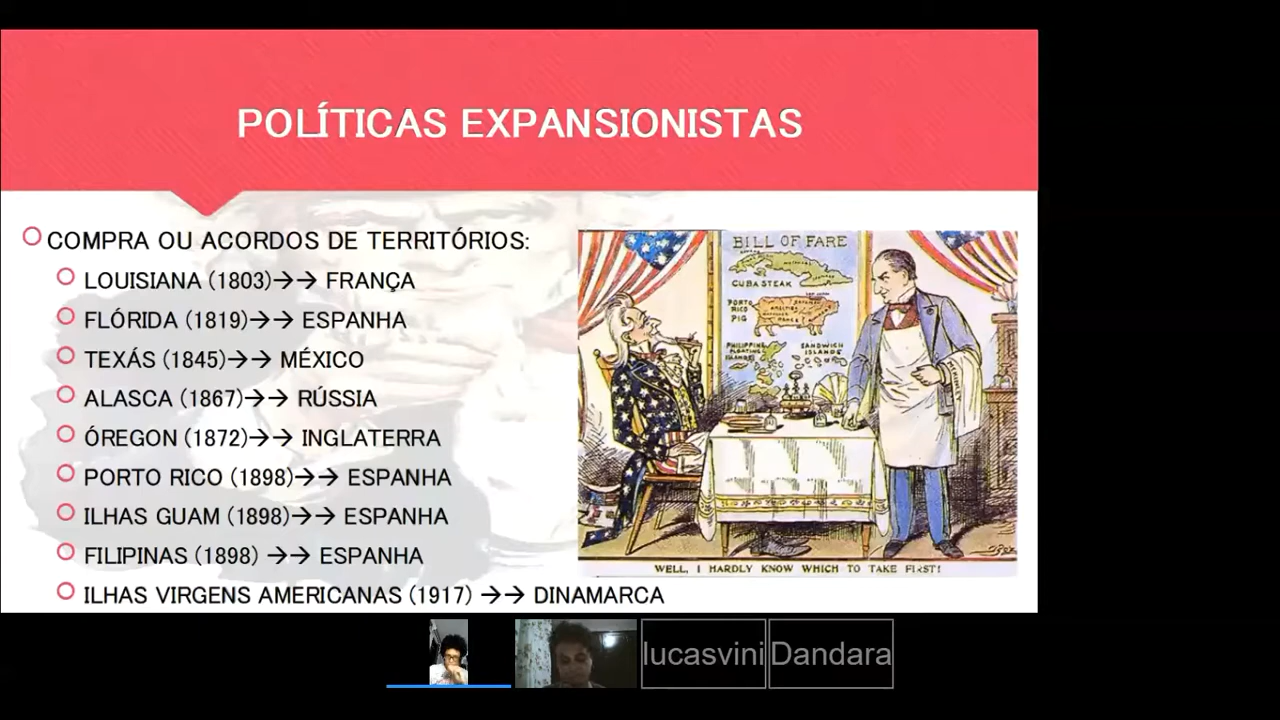 POLÍTICAS EXPANSIONISTAS
COMPRA OU ACORDOS DE TERRITÓRIOS:
LOUISIANA (1803)→→ FRANÇA
FLÓRIDA (1819)→→ ESPANHA
TEXÁS (1845)→→ MÉXICO
ALASCA (1867)→→ RÚSSIA
ÓREGON (1872)→→ INGLATERRA
PORTO RICO (1898)→→ ESPANHA
ILHAS GUAM (1898)→→ ESPANHA
FILIPINAS (1898) →→ ESPANHA
ILHAS VIRGENS AMERICANAS (1917) →→ DINAMARCA
BILL OF FARE
CUBA STEAK
PORTO
RICO
PIG
PHILIPPINE
FLOATING
ISLANDS
SANDWICH
ISLANDS
WELL, I HARDLY KNOW WHICH TO TAKE FIRST!
lucasvini
Dandara